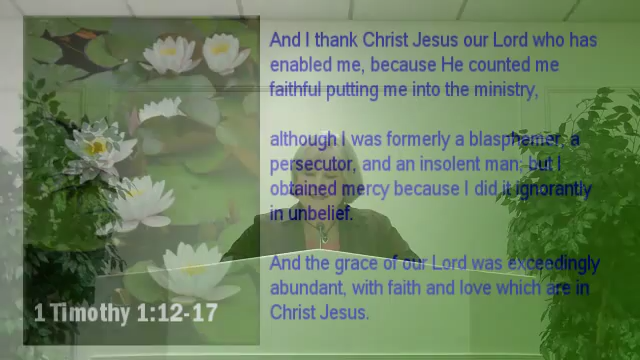 And I thank Christ Jesus our Lord who has
enabled me, because He counted me
faithful putting me into the ministry,
although I was formerly a blasphemer, a
persecutor, and an insolent man; but I
obtained mercy because I did it ignorantly
in unbelief.
And the grace of our Lord was exceedingly
abundant, with faith and love which are in
Christ Jesus.
1 Timothy 1:12-17